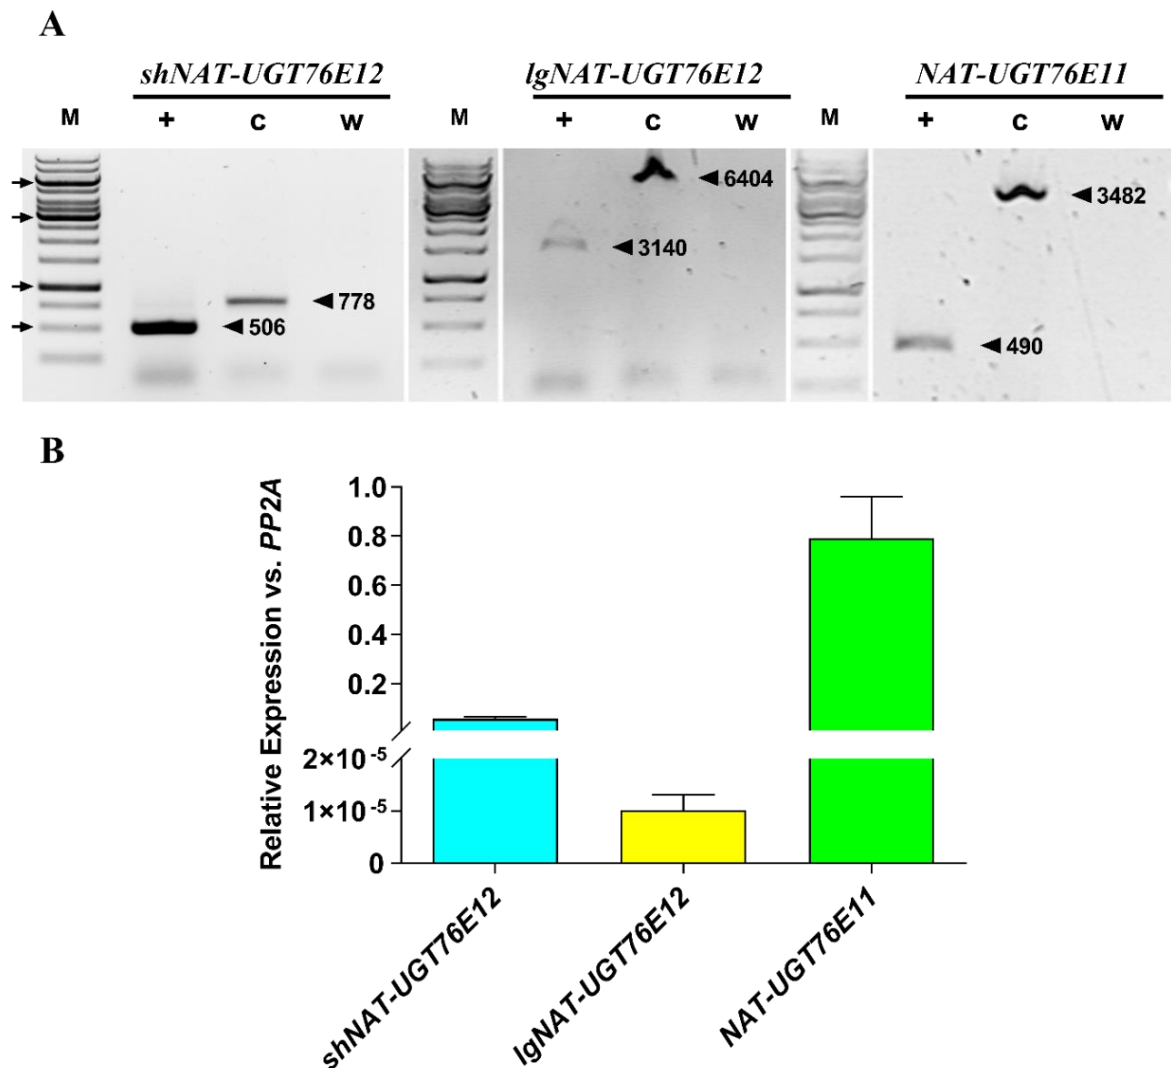 A
shNAT-UGT76E12 lgNAT-UGT76E12 NAT-UGT76E11
M + C W M + C W M + C W
6404
3482
3140
778
506
490
B
Relative Expression vs. PP2A
1.0
0.8
0.6
0.4
0.2
2×10⁻⁵
1×10⁻⁵
0
shNAT-UGT76E12
lgNAT-UGT76E12
NAT-UGT76E11